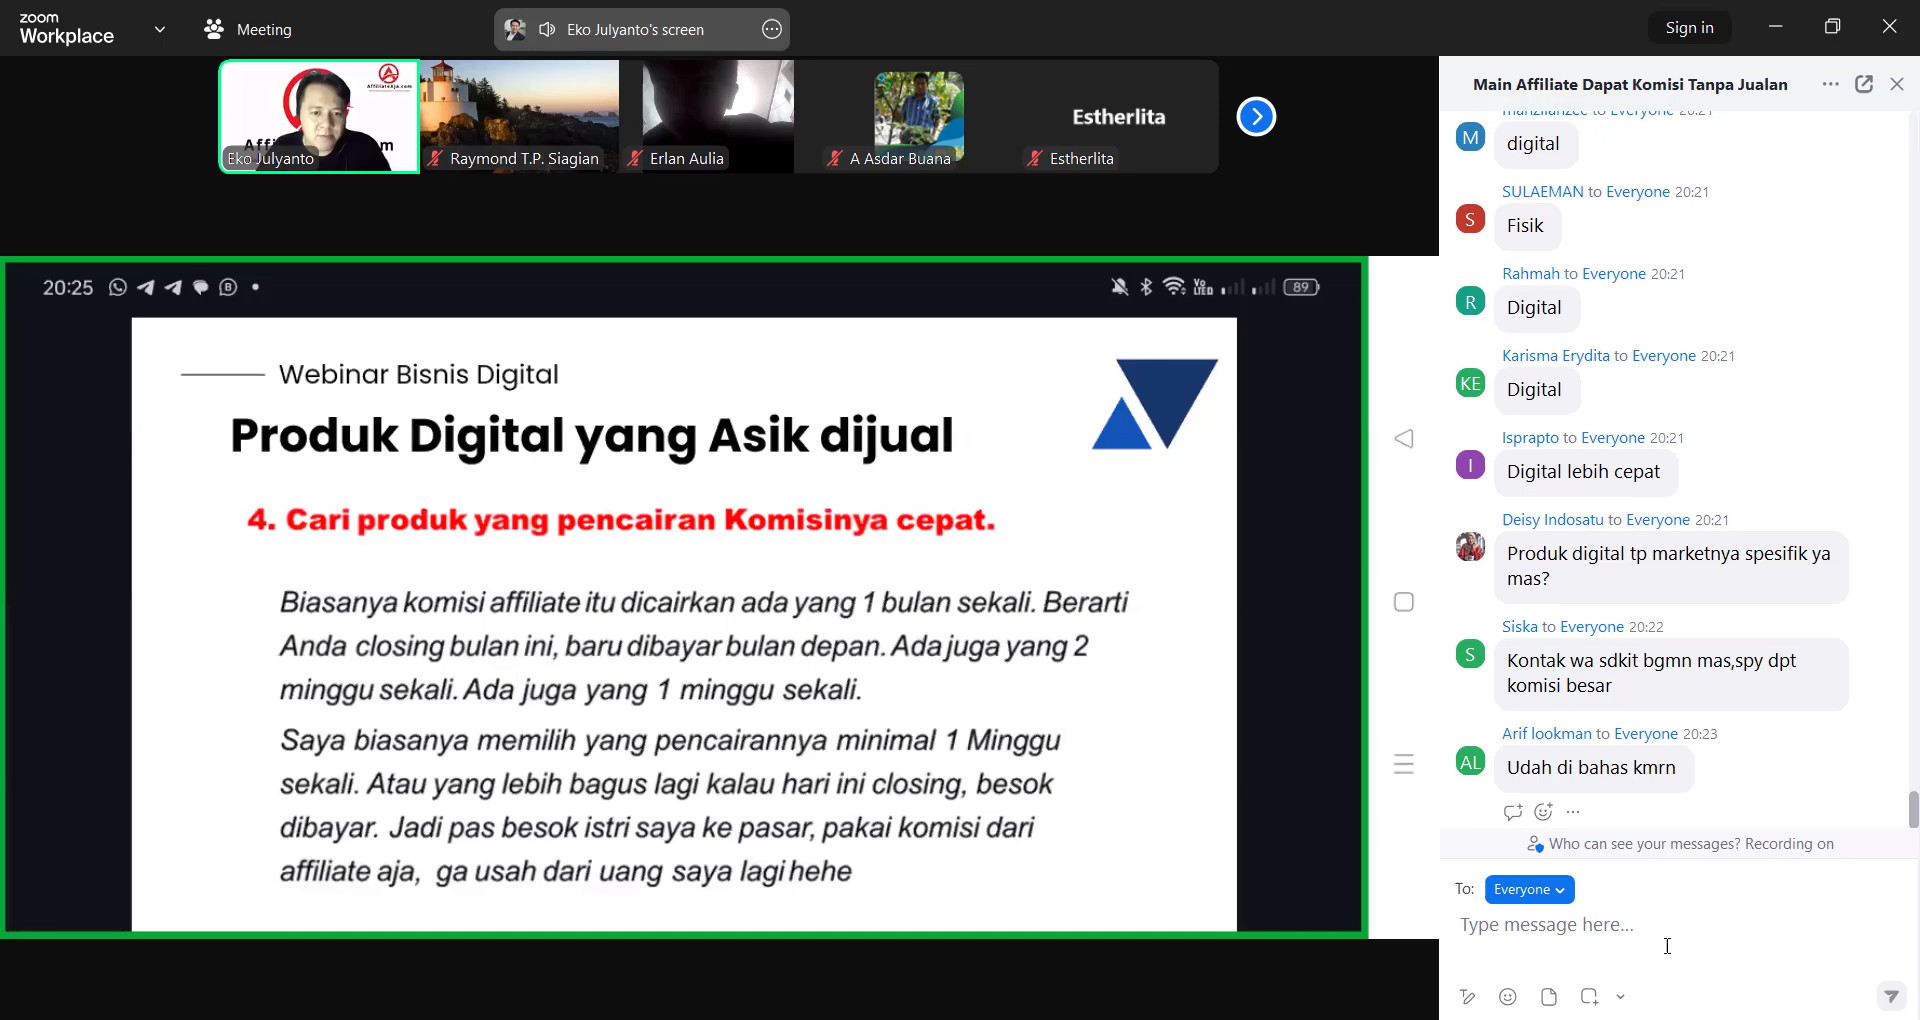 zoom
Workplace
Meeting
Eko Julyanto's screen
Sign in
AffiliateAja.com
Eko Julyanto
Raymond T.P. Siagian
Erlan Aulia
A Asdar Buana
Estherlita
Estherlita
20:25
89
Webinar Bisnis Digital
Produk Digital yang Asik dijual
4. Cari produk yang pencairan Komisinya cepat.
Biasanya komisi affiliate itu dicairkan ada yang 1 bulan sekali. Berarti
Anda closing bulan ini, baru dibayar bulan depan. Ada juga yang 2
minggu sekali. Ada juga yang 1 minggu sekali.
Saya biasanya memilih yang pencairannya minimal 1 Minggu
sekali. Atau yang lebih bagus lagi kalau hari ini closing, besok
dibayar. Jadi pas besok istri saya ke pasar, pakai komisi dari
affiliate aja, ga usah dari uang saya lagi hehe
Main Affiliate Dapat Komisi Tanpa Jualan
M
digital
SULAEMAN to Everyone 20:21
S
Fisik
Rahmah to Everyone 20:21
R
Digital
Karisma Erydita to Everyone 20:21
KE
Digital
Isprapto to Everyone 20:21
I
Digital lebih cepat
Deisy Indosatu to Everyone 20:21
Produk digital tp marketnya spesifik ya
mas?
Siska to Everyone 20:22
S
Kontak wa sdkit bgmn mas,spy dpt
komisi besar
Arif lookman to Everyone 20:23
AL
Udah di bahas kmrn
Who can see your messages? Recording on
To: Everyone
Type message here...